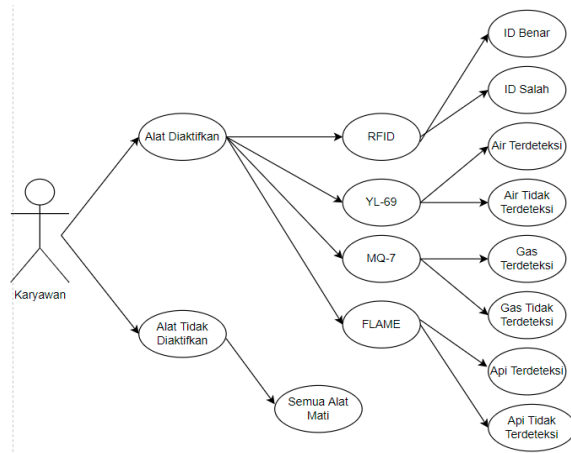 ID Benar
ID Salah
Alat Diaktifkan
RFID
Air Terdeteksi
YL-69
Air Tidak
Terdeteksi
MQ-7
Gas
Terdeteksi
Karyawan
Gas Tidak
Terdeteksi
Alat Tidak
Diaktifkan
FLAME
Api Terdeteksi
Semua Alat
Mati
Api Tidak
Terdeteksi